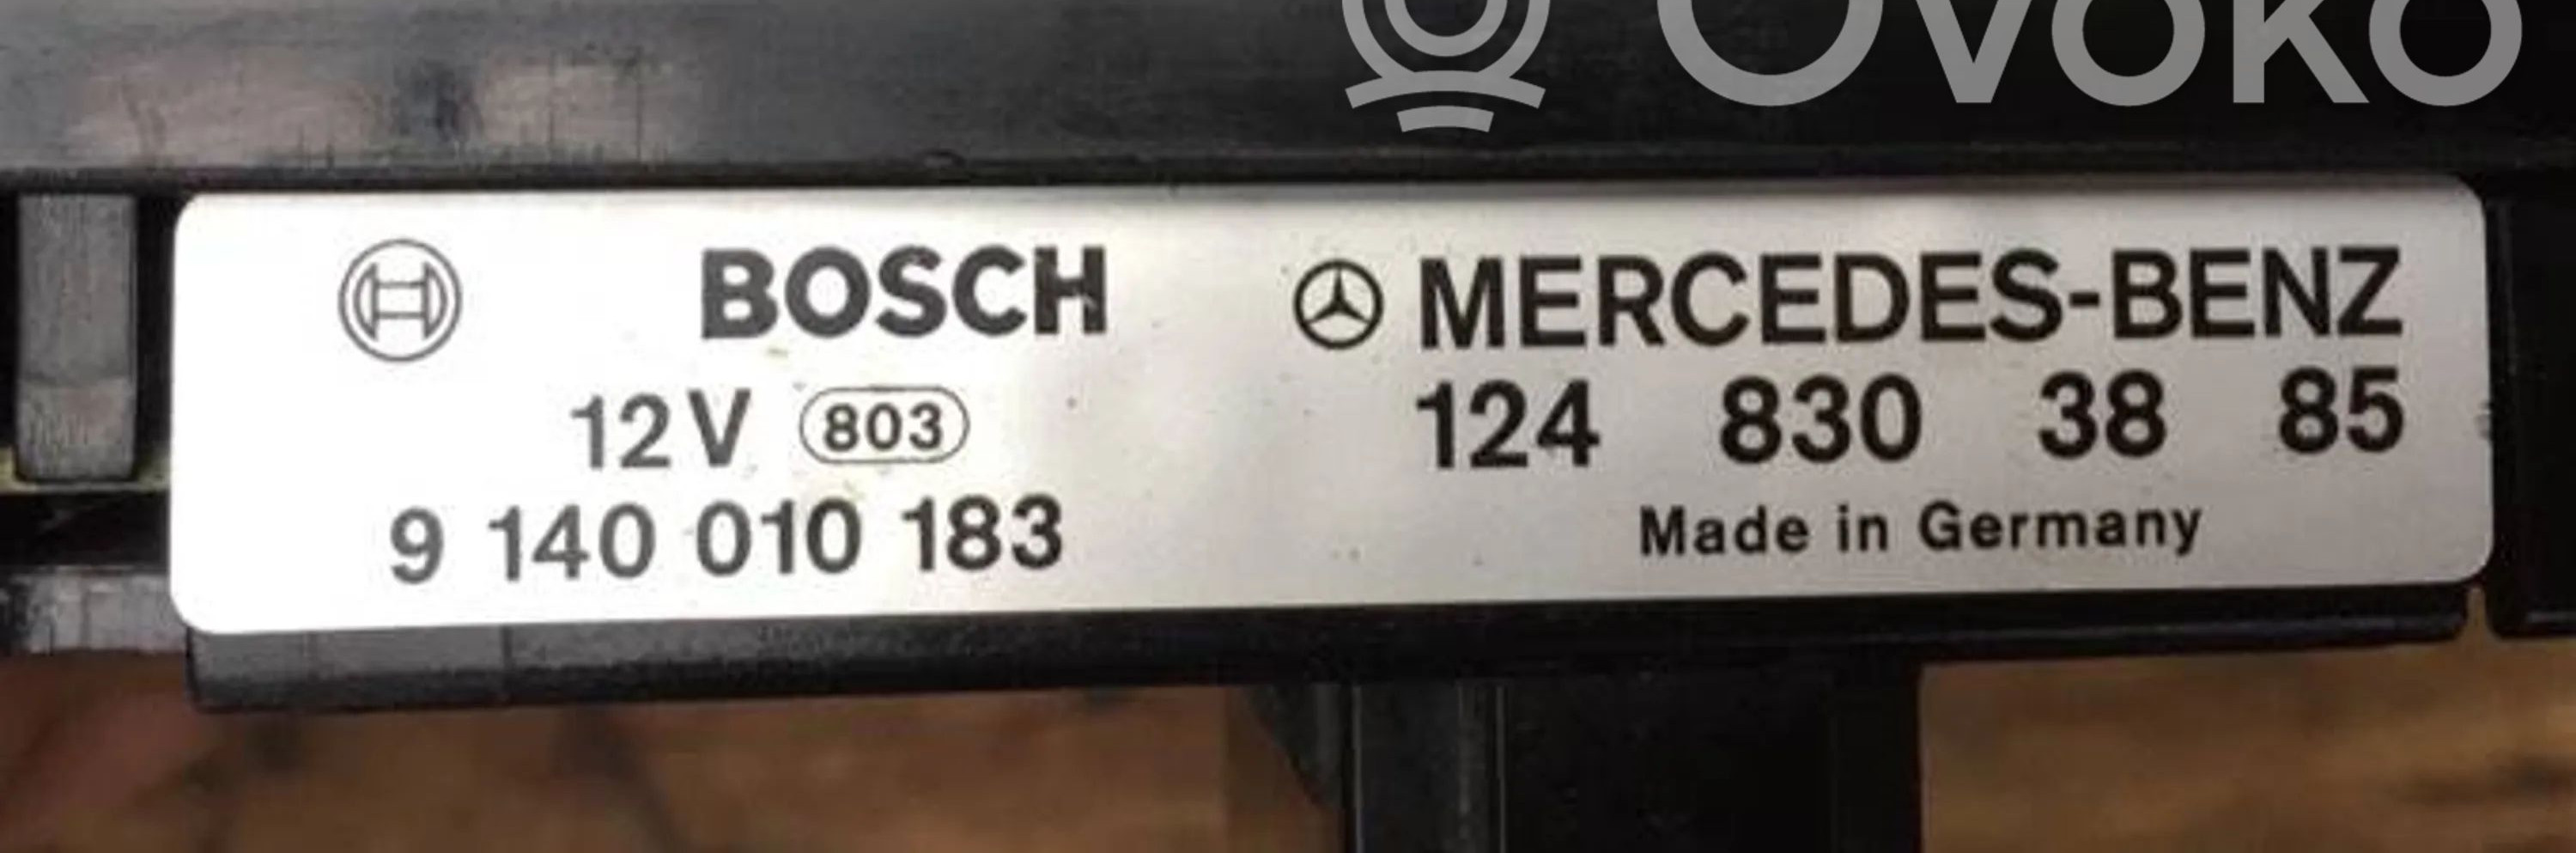 OVOKO
BOSCH
12V 803
9 140 010 183
MERCEDES-BENZ
124 830 38 85
Made in Germany